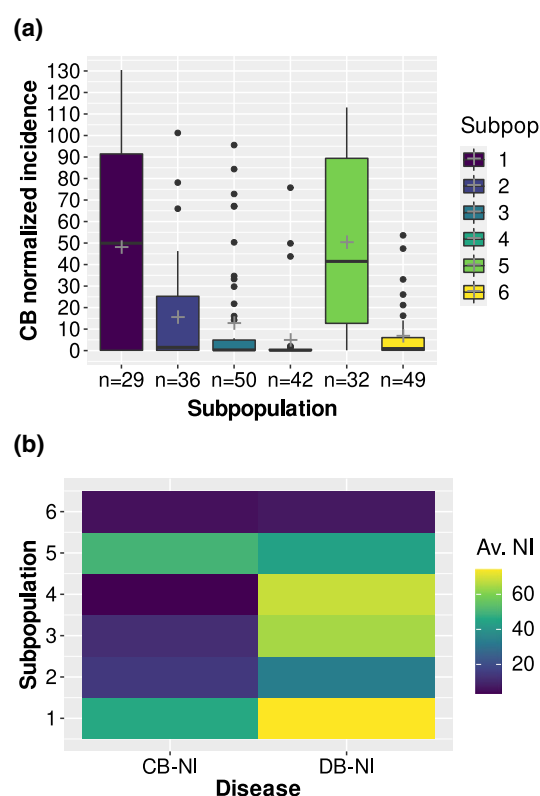 (a)
CB normalized incidence
130
120
110
100
90
80
70
60
50
40
30
20
10
0
n=29 n=36 n=50 n=42 n=32 n=49
Subpopulation
Subpop
1
2
3
4
5
6
(b)
Subpopulation
6
5
4
3
2
1
CB-NI DB-NI
Disease
Av. NI
60
40
20